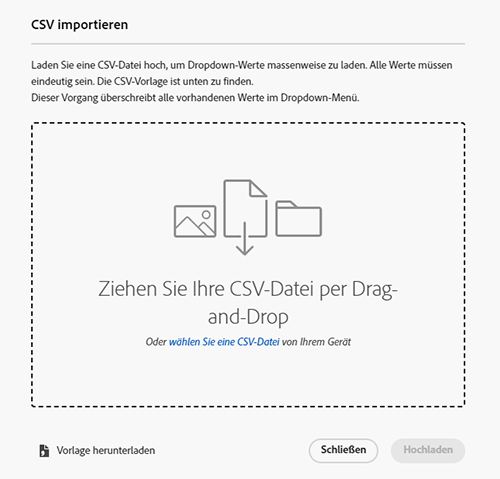 CSV importieren
Laden Sie eine CSV-Datei hoch, um Dropdown-Werte massenweise zu laden. Alle Werte müssen
eindeutig sein. Die CSV-Vorlage ist unten zu finden.
Dieser Vorgang überschreibt alle vorhandenen Werte im Dropdown-Menü.
Ziehen Sie Ihre CSV-Datei per Drag-
and-Drop
Oder wählen Sie eine CSV-Datei von Ihrem Gerät
Vorlage herunterladen
Schließen
Hochladen